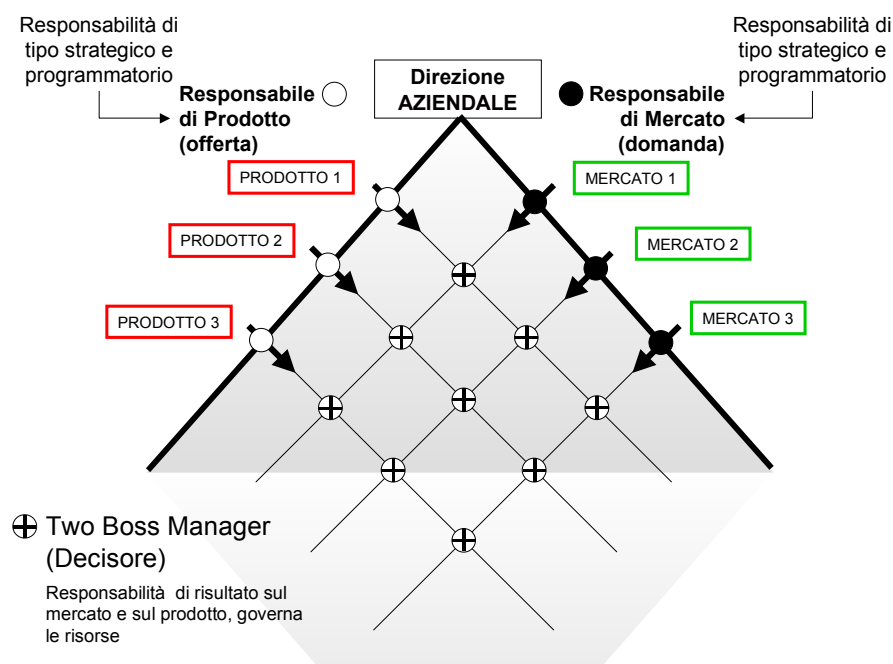 Responsabilità di
tipo strategico e
programmatorio
Responsabilità di
tipo strategico e
programmatorio
Direzione
AZIENDALE
Responsabile
di Prodotto
(offerta)
Responsabile
di Mercato
(domanda)
PRODOTTO 1
MERCATO 1
PRODOTTO 2
MERCATO 2
PRODOTTO 3
MERCATO 3
Two Boss Manager
(Decisore)
Responsabilità di risultato sul
mercato e sul prodotto, governa
le risorse